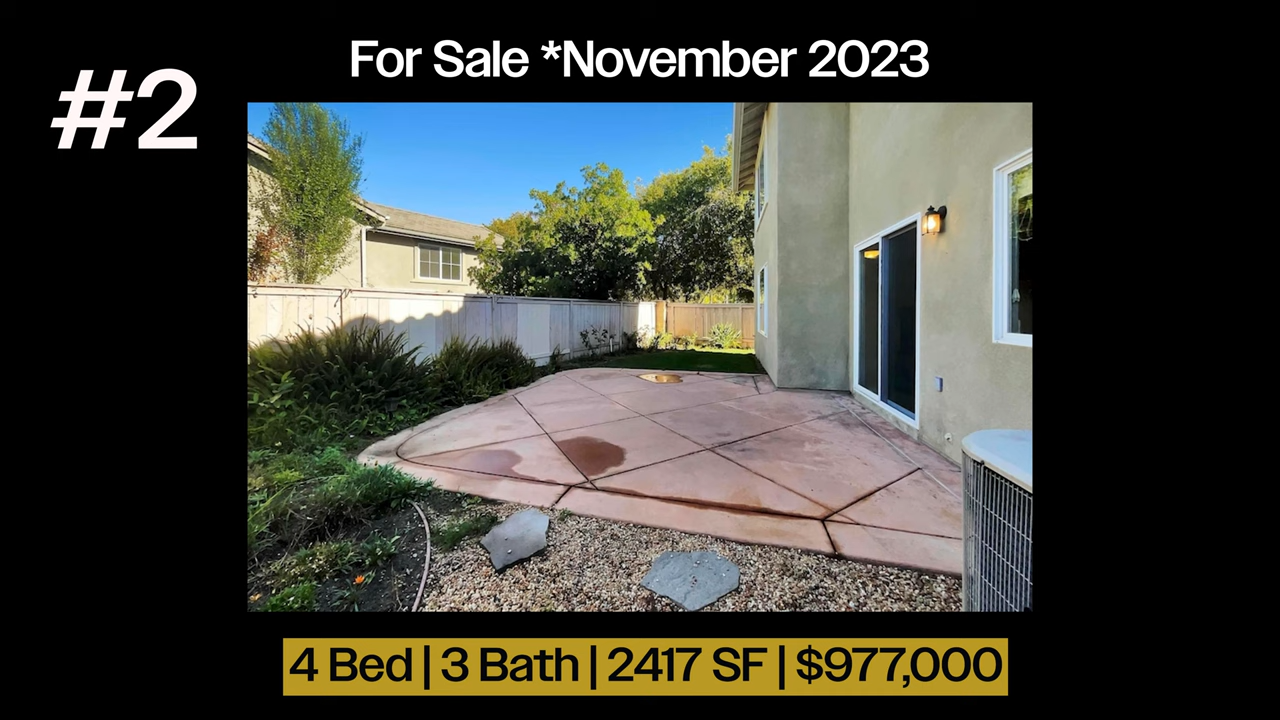 For Sale *November 2023
#2
4 Bed | 3 Bath | 2417 SF | $977,000